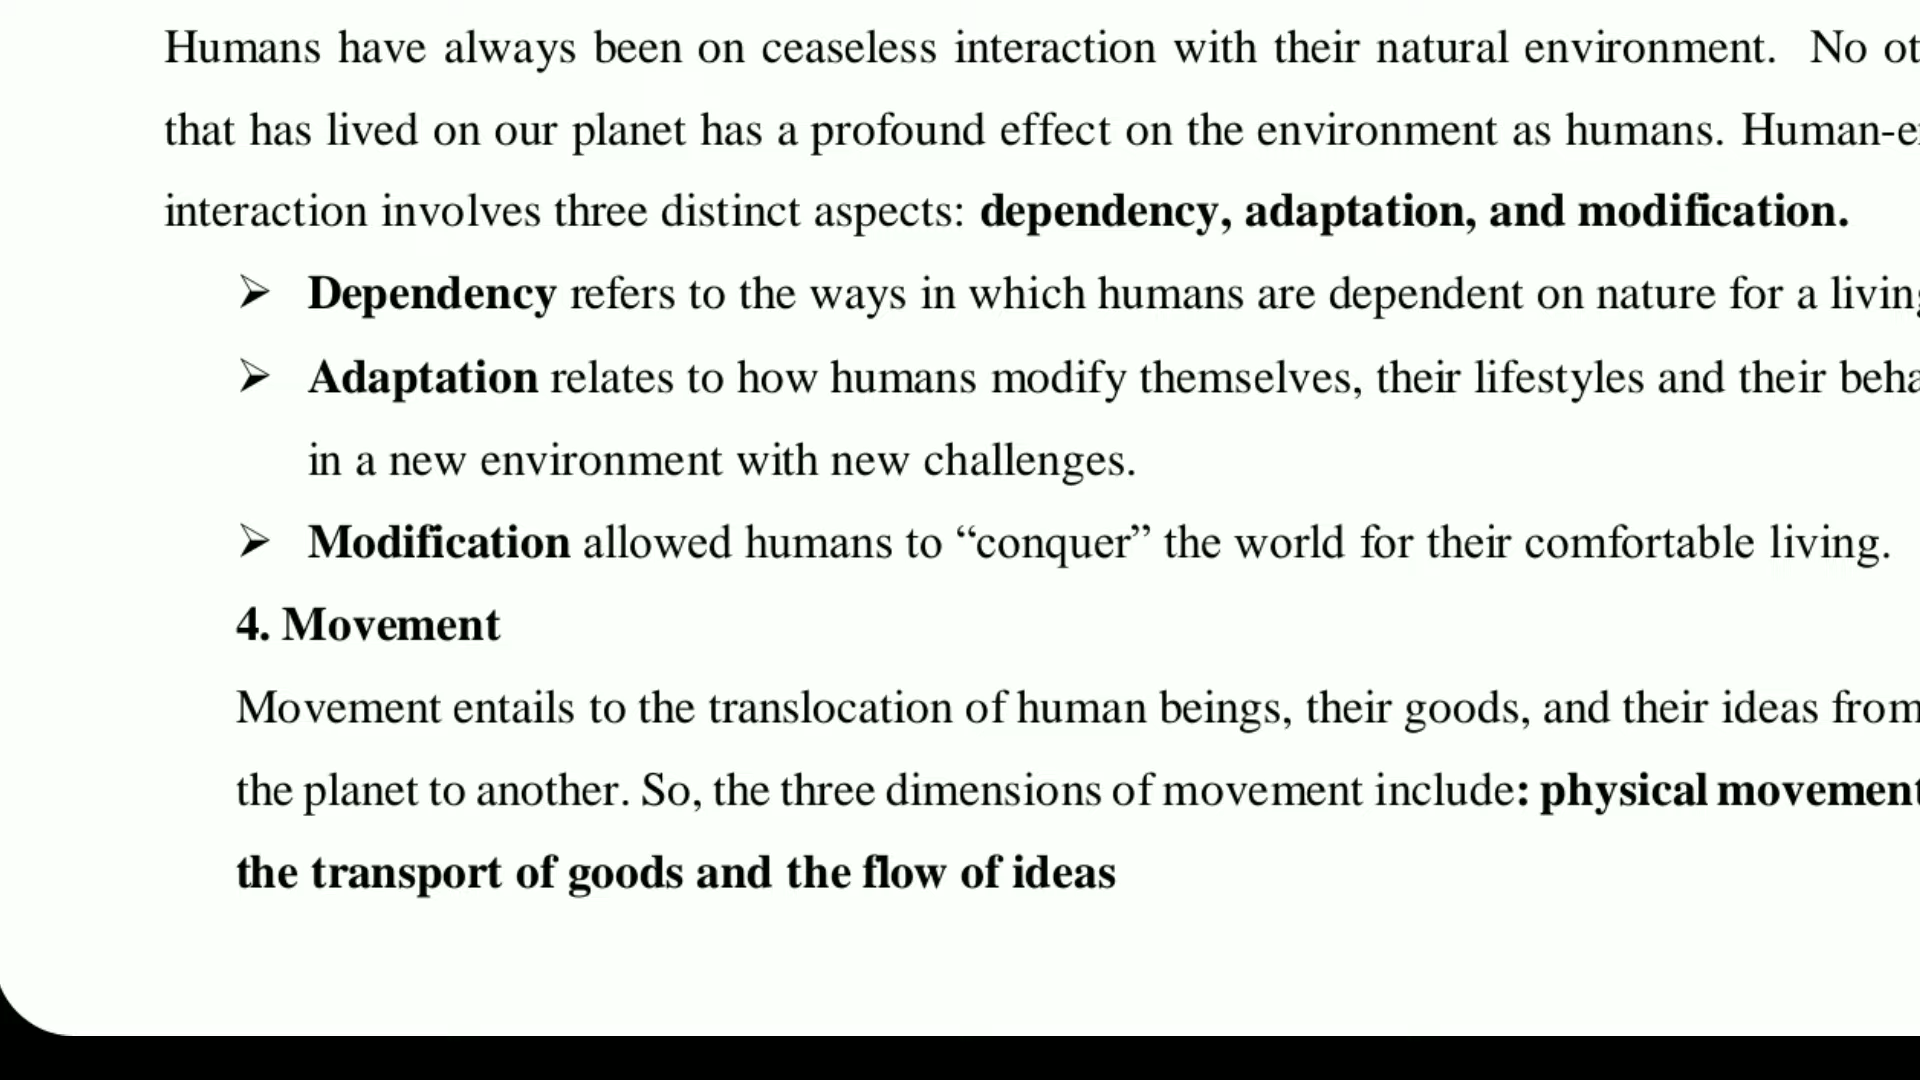 Humans have always been on ceaseless interaction with their natural environment. No
that has lived on our planet has a profound effect on the environment as humans.
interaction involves three distinct aspects: dependency, adaptation, and modification.
➢ Dependency refers to the ways in which humans are dependent on nature for a
➢ Adaptation relates to how humans modify themselves, their lifestyles and their
in a new environment with new challenges.
➢ Modification allowed humans to “conquer” the world for their comfortable living.
4. Movement
Movement entails to the translocation of human beings, their goods, and their ideas from
the planet to another. So, the three dimensions of movement include: physical movement
the transport of goods and the flow of ideas